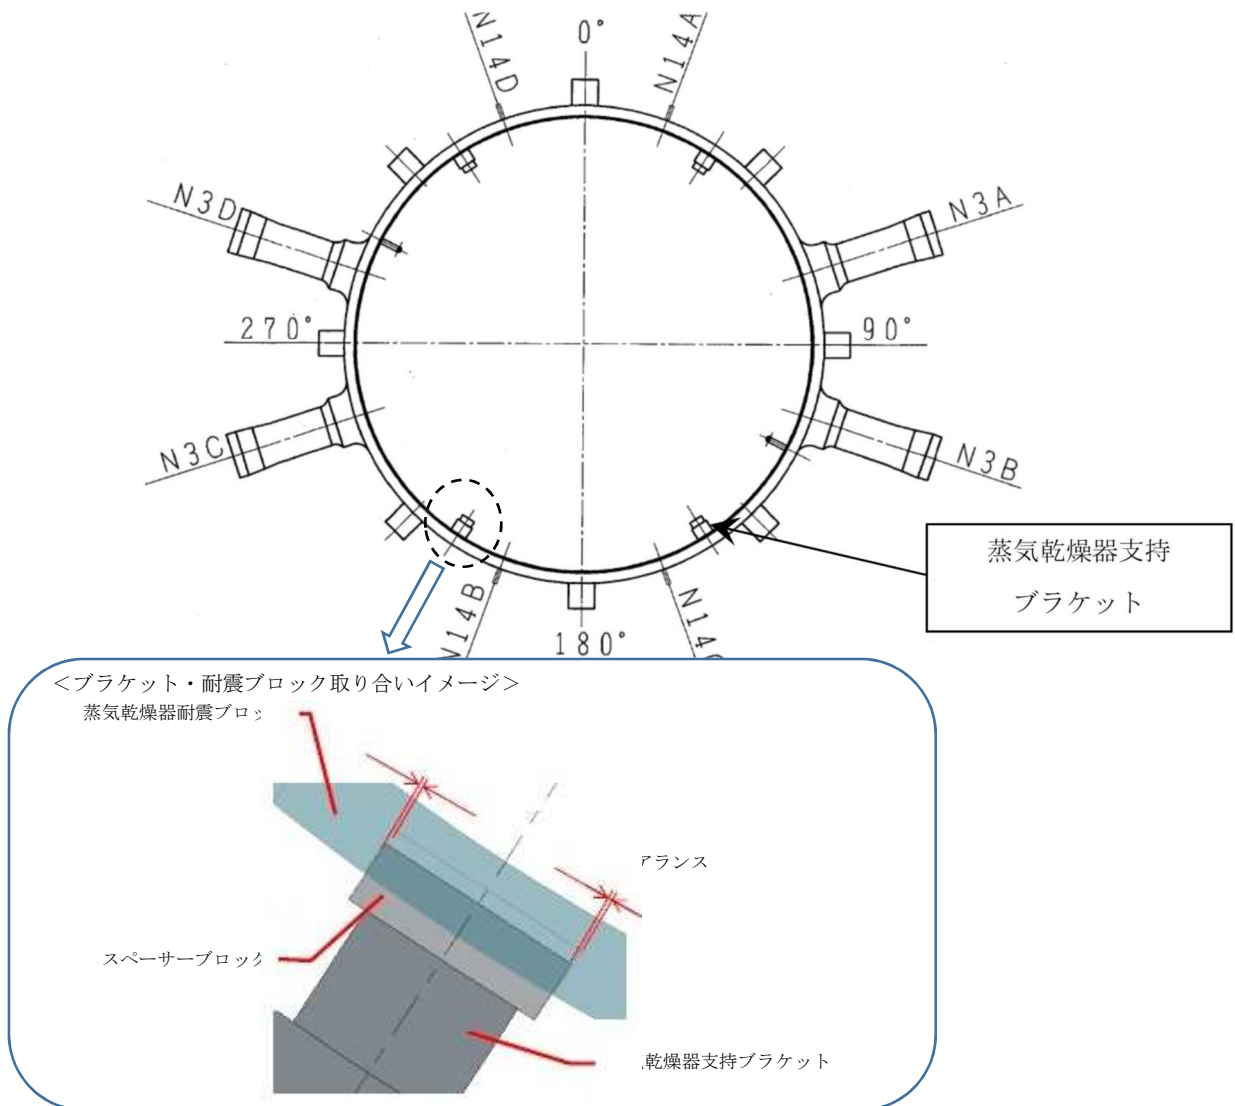 N14D
0°
N14A
N3D
N3A
270°
90°
N3C
N3B
蒸気乾燥器支持
ブラケット
N14B
180°
N14C
＜ブラケット・耐震ブロック取り合いイメージ＞
蒸気乾燥器耐震ブロッ
アランス
スペーサーブロック
乾燥器支持ブラケット